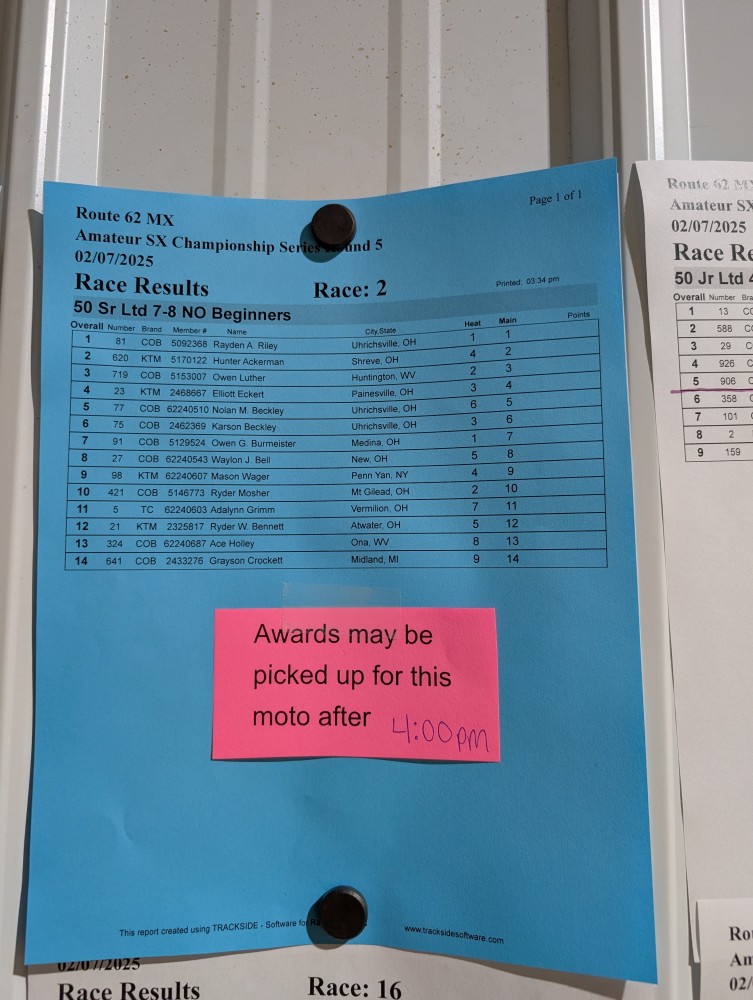 Page 1 of 1
Route 62 MX
Amateur SX Championship Series und 5
02/07/2025
Race Results Race: 2
Printed: 03:34 pm
50 Sr Ltd 7-8 NO Beginners
Overall Number Brand Member # Name City,State Heat Main Points
1 81 COB 5092368 Rayden A. Riley Uhrichsville, OH 1 1
2 620 KTM 5170122 Hunter Ackerman Shreve, OH 4 2
3 719 COB 5153007 Owen Luther Huntington, WV 2 3
4 23 KTM 2468667 Elliott Eckert Painesville, OH 3 4
5 77 COB 62240510 Nolan M. Beckley Uhrichsville, OH 6 5
6 75 COB 2462369 Karson Beckley Uhrichsville, OH 3 6
7 91 COB 5129524 Owen G. Burmeister Medina, OH 1 7
8 27 COB 62240543 Waylon J. Bell New, OH 5 8
9 98 KTM 62240607 Mason Wager Penn Yan, NY 4 9
10 421 COB 5146773 Ryder Mosher Mt Gilead, OH 2 10
11 5 TC 62240603 Adalynn Grimm Vermilion, OH 7 11
12 21 KTM 2325817 Ryder W. Bennett Atwater, OH 5 12
13 324 COB 62240687 Ace Holley Ona, WV 8 13
14 641 COB 2433276 Grayson Crockett Midland, MI 9 14
Awards may be
picked up for this
moto after 4:00pm
This report created using TRACKSIDE - Software for Ra
www.tracksidesoftware.com
02/07/2025
Race Results Race: 16
Route 62 MX
Amateur SX
02/07/2025
Race Re
50 Jr Ltd 4
Overall Number Bra
1 13 CO
2 588 CO
3 29 C
4 926 C
5 906 C
6 358 C
7 101 C
8 2
9 159
Rou
Am
02/